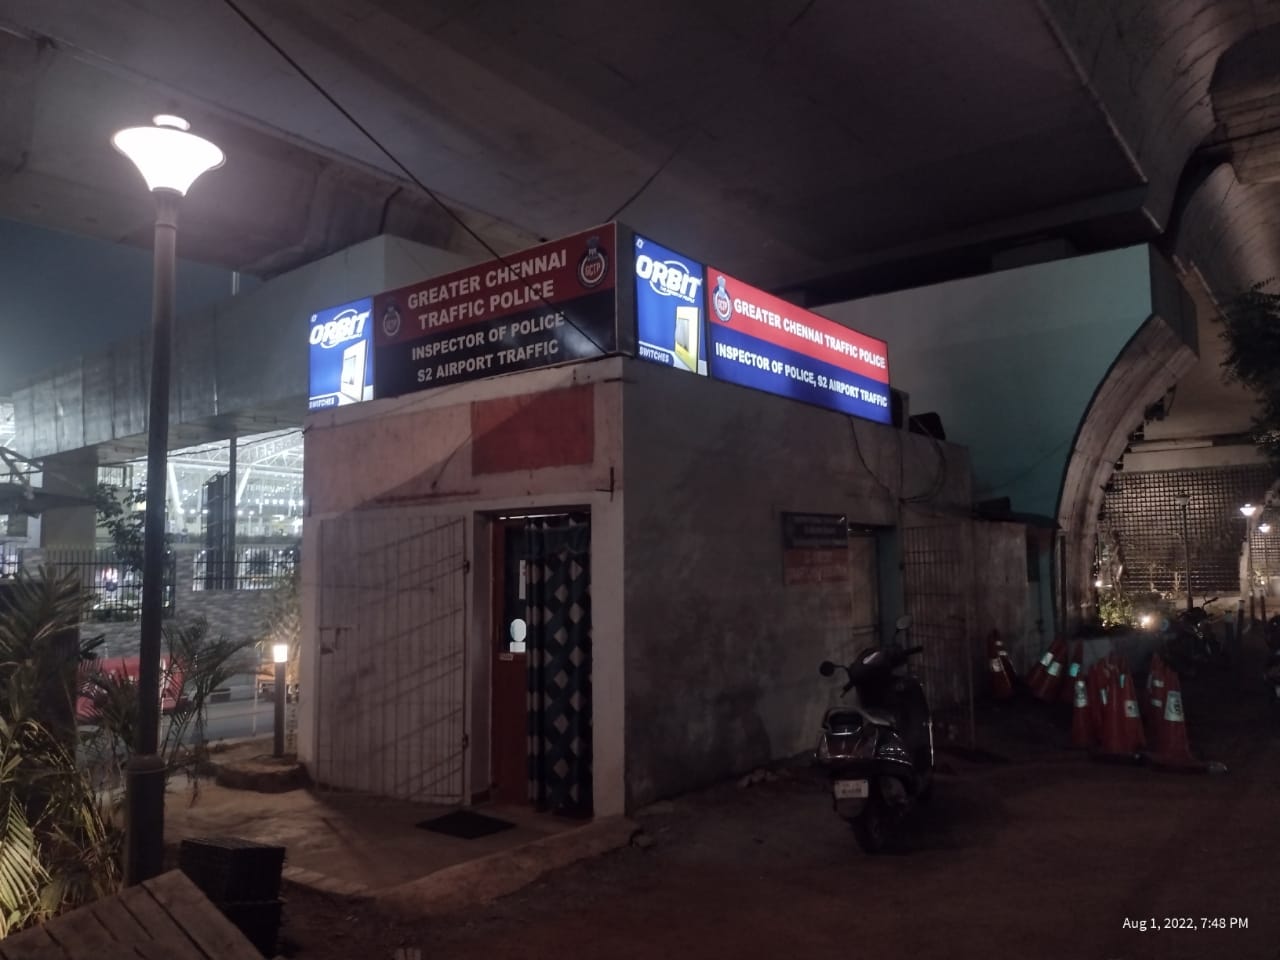 ORBIT
SWITCHES
GREATER CHENNAI
TRAFFIC POLICE
INSPECTOR OF POLICE
S2 AIRPORT TRAFFIC
GCTP
ORBIT
SWITCHES
GREATER CHENNAI TRAFFIC POLICE
INSPECTOR OF POLICE, S2 AIRPORT TRAFFIC
Aug 1, 2022, 7:48 PM